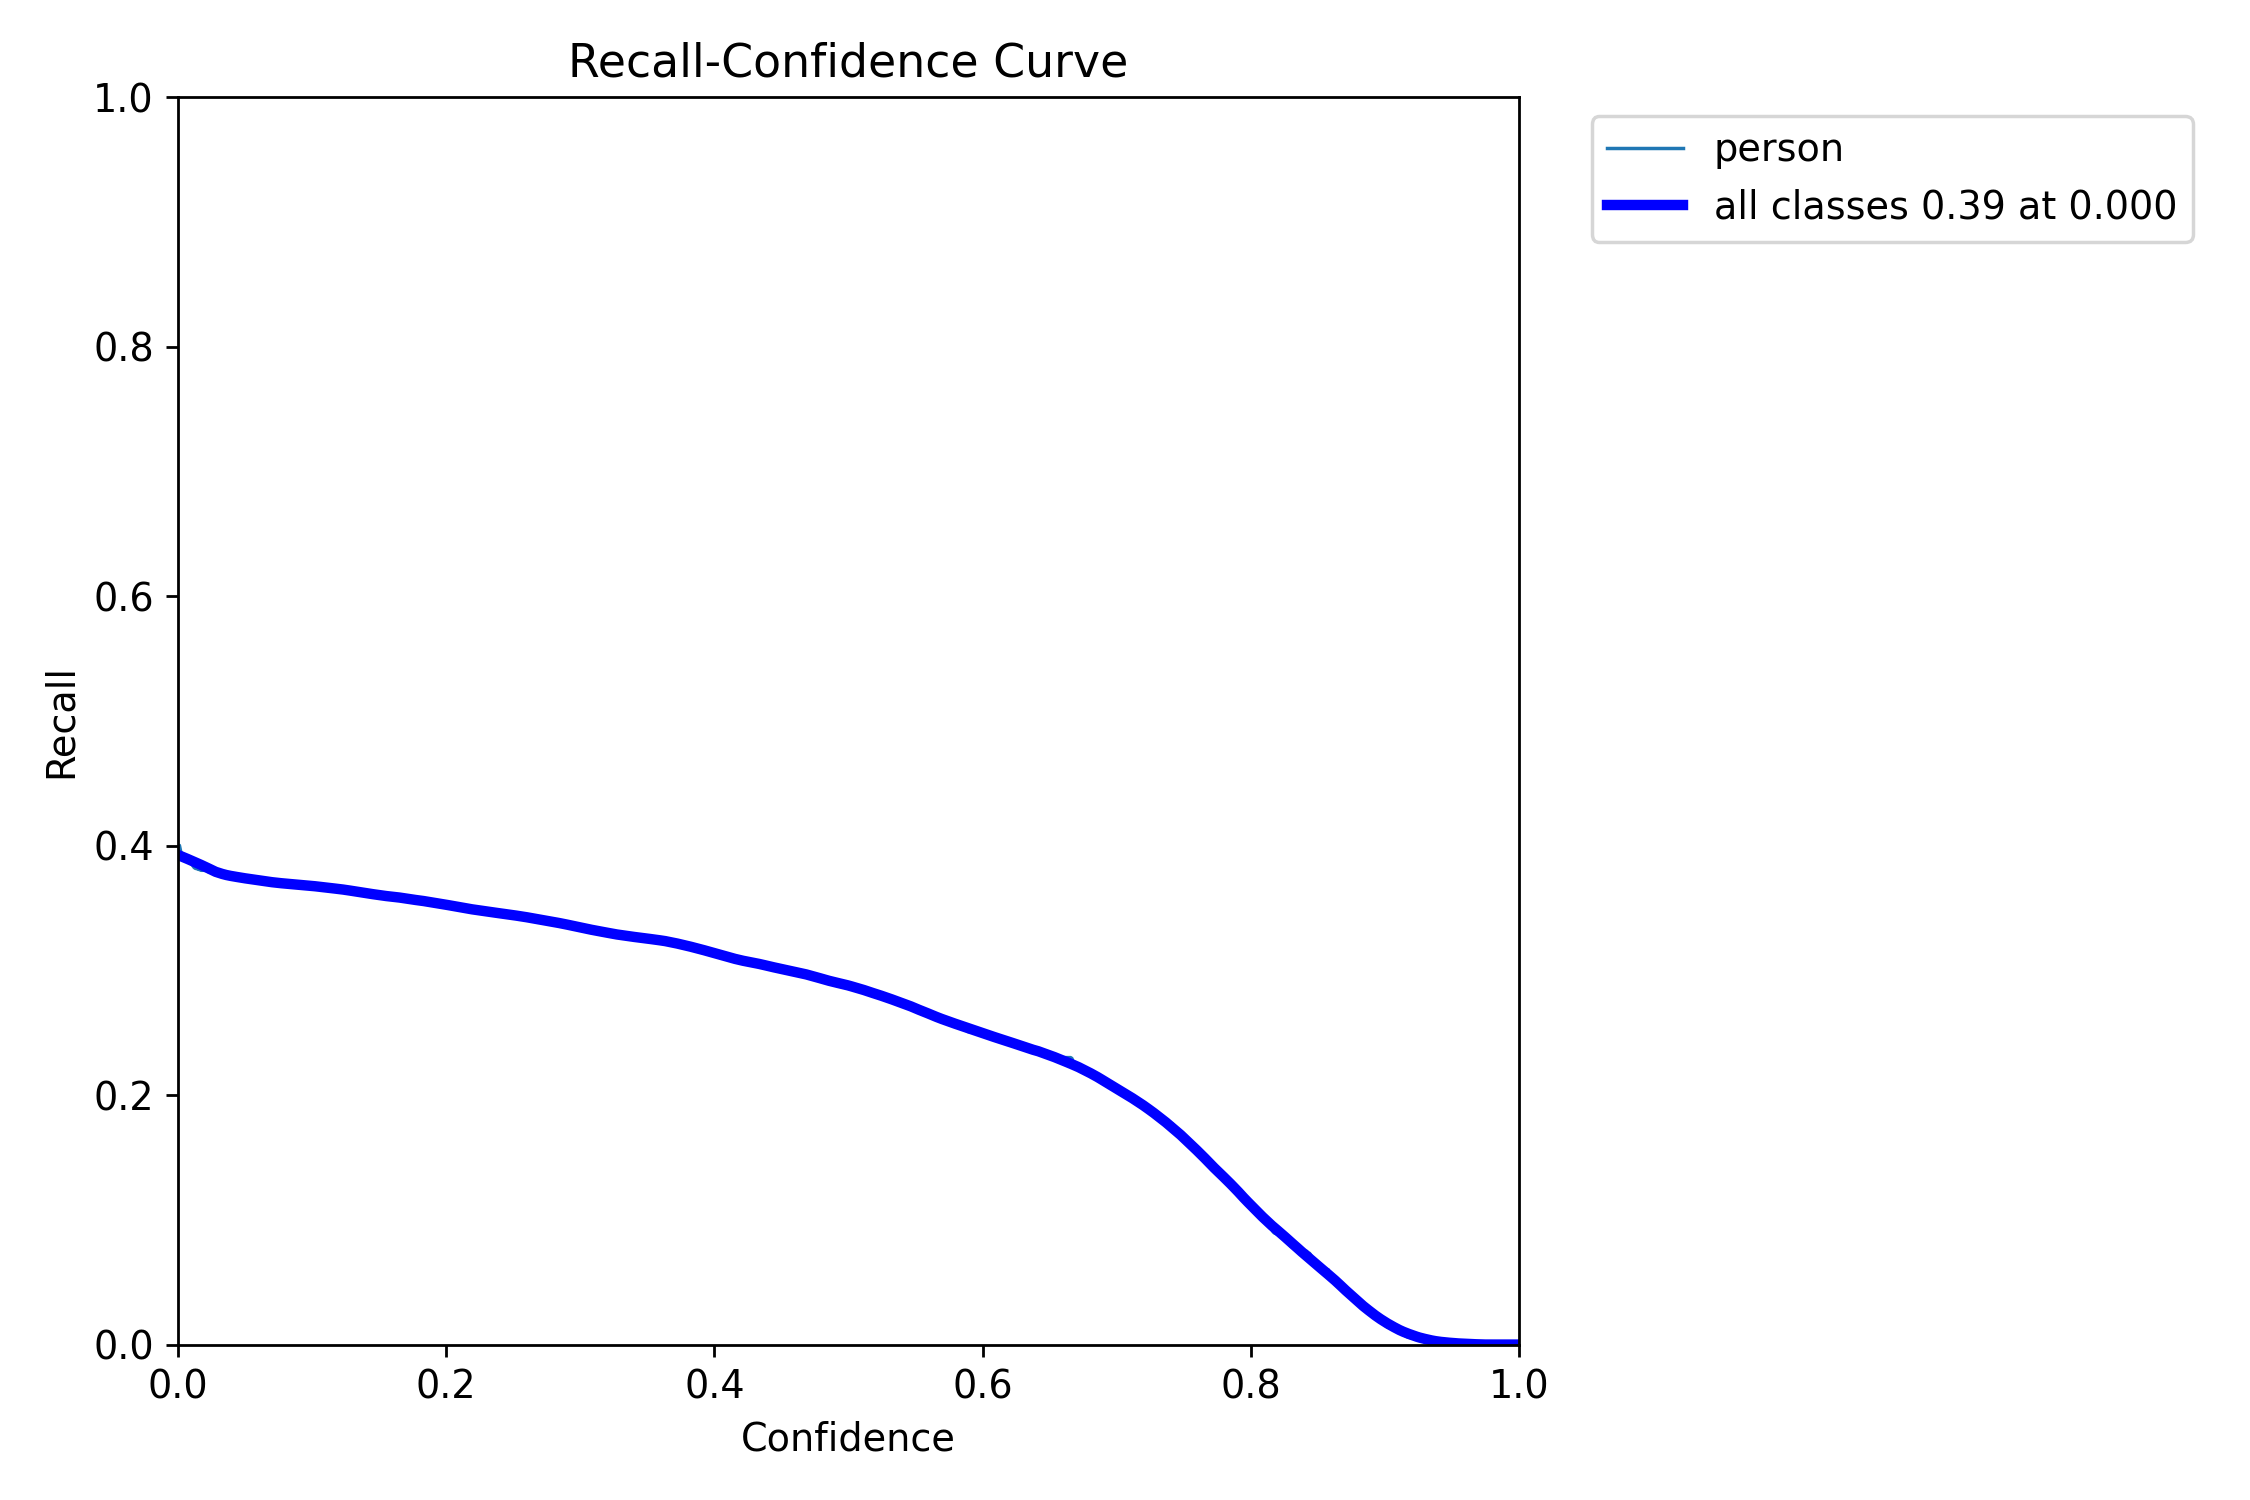 Recall-Confidence Curve
1.0
0.8
0.6
0.4
0.2
0.0
Recall
0.0 0.2 0.4 0.6 0.8 1.0
Confidence
person
all classes 0.39 at 0.000